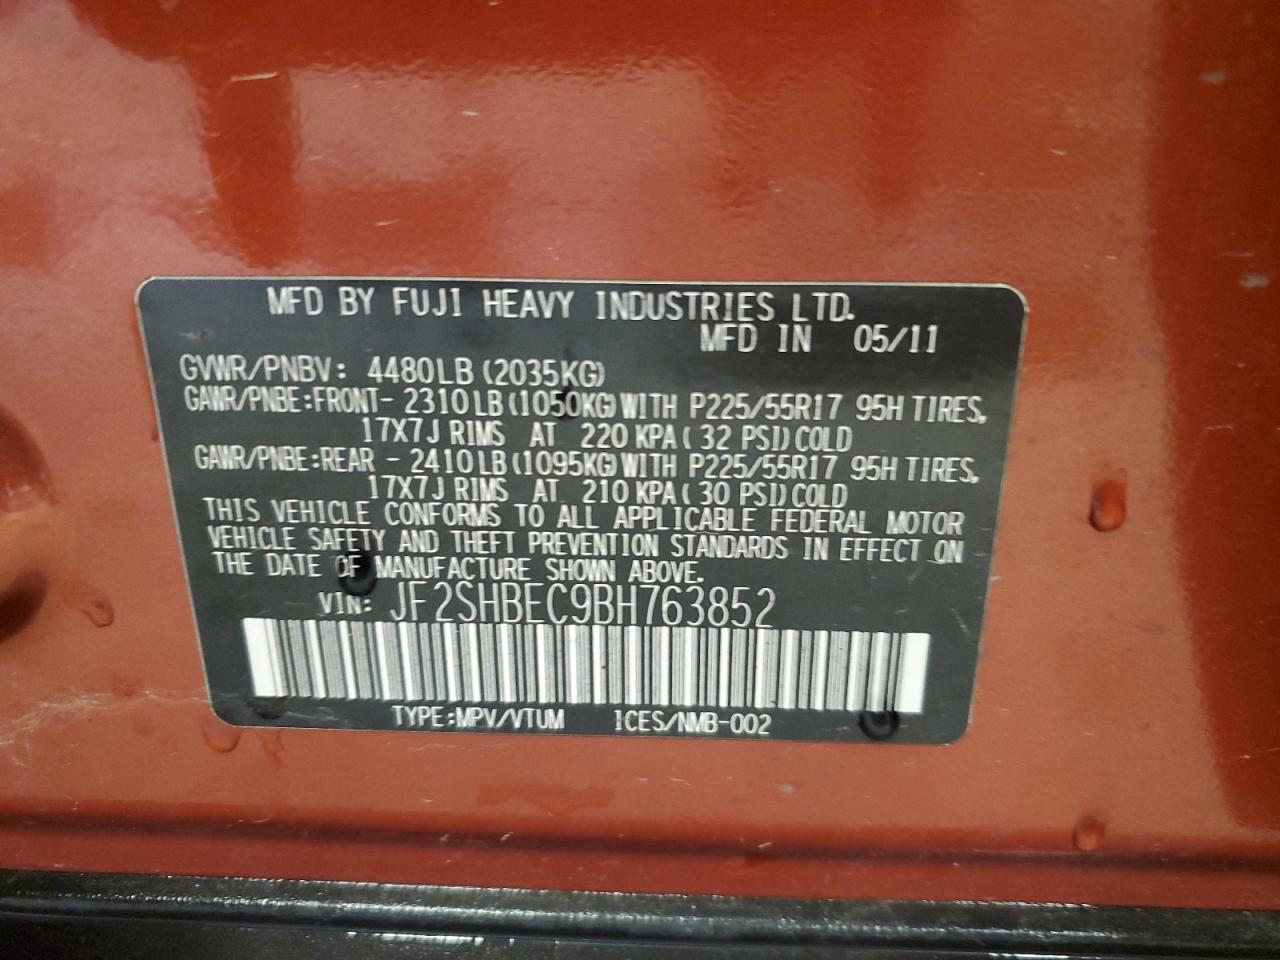 MFD BY FUJI HEAVY INDUSTRIES LTD.
MFD IN 05/11
GVWR/PNBV: 4480LB (2035KG)
GAWR/PNBE:FRONT- 2310LB(1050KG)WITH P225/55R17 95H TIRES,
17X7J RIMS AT 220 KPA( 32 PSI)COLD
GAWR/PNBE:REAR - 2410LB(1095KG)WITH P225/55R17 95H TIRES,
17X7J RIMS AT 210 KPA( 30 PSI)COLD
THIS VEHICLE CONFORMS TO ALL APPLICABLE FEDERAL MOTOR
VEHICLE SAFETY AND THEFT PREVENTION STANDARDS IN EFFECT ON
THE DATE OF MANUFACTURE SHOWN ABOVE.
VIN: JF2SHBEC9BH763852
TYPE:MPV/VTUM ICES/NMB-002